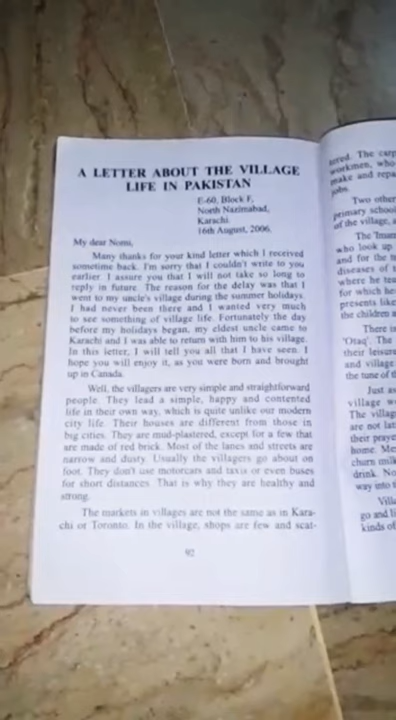 A LETTER ABOUT THE VILLAGE
LIFE IN PAKISTAN
E-60, Block F,
North Nazimabad,
Karachi.
16th August, 2006.
My dear Nomi,
Many thanks for your kind letter which I received
sometime back. I'm sorry that I couldn't write to you
earlier. I assure you that I will not take so long to
reply in future. The reason for the delay was that I
went to my uncle's village during the summer holidays.
I had never been there and I wanted very much
to see something of village life. Fortunately the day
before my holidays began, my eldest uncle came to
Karachi and I was able to return with him to his village.
In this letter, I will tell you all that I have seen. I
hope you will enjoy it, as you were born and brought
up in Canada.
Well, the villagers are very simple and straightforward
people. They lead a simple, happy and contented
life in their own way, which is quite unlike our modern
city life. Their houses are different from those in
big cities. They are mud-plastered, except for a few that
are made of red brick. Most of the lanes and streets are
narrow and dusty. Usually the villagers go about on
foot. They don't use motorcars and taxis or even buses
for short distances. That is why they are healthy and
strong.
The markets in villages are not the same as in Kara-
chi or Toronto. In the village, shops are few and scat-
92
tered. The carp
workmen, who
make and repa
jobs.
Two other
primary school
of the village, a
The 'Imam
who look up
and for the
diseases of
where he tea
for which he
presents like
the children a
There is
'Otaq'. The
their leisure
and village
the tune of
Just as
village w
The villag
are not lat
their praye
home. Me
churn milk
drink. No
way into
Villa
go and li
kinds of